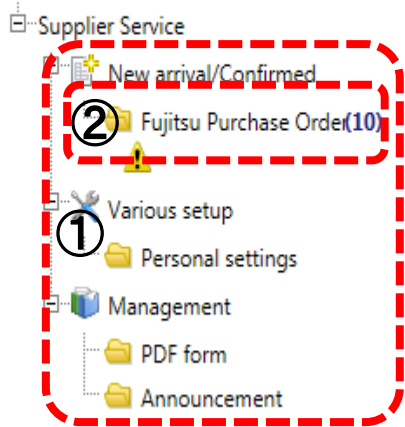 Supplier Service
New arrival/Confirmed
② Fujitsu Purchase Order(10)
Various setup
①
Personal settings
Management
PDF form
Announcement